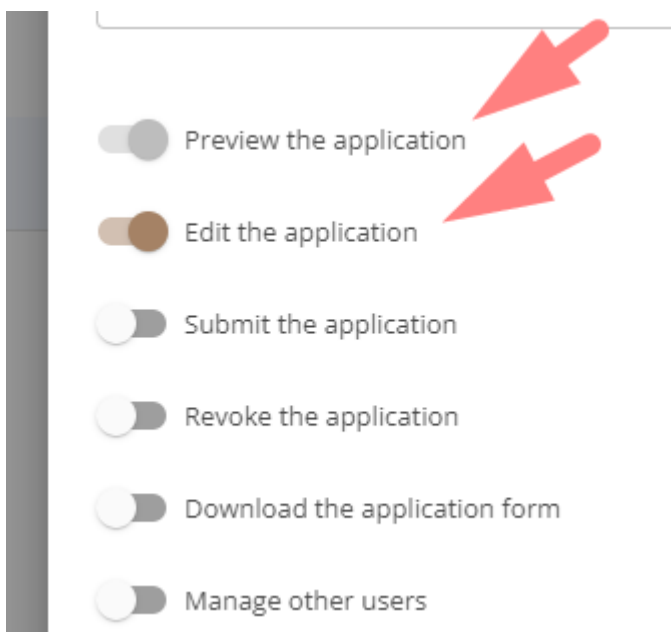 Preview the application
Edit the application
Submit the application
Revoke the application
Download the application form
Manage other users